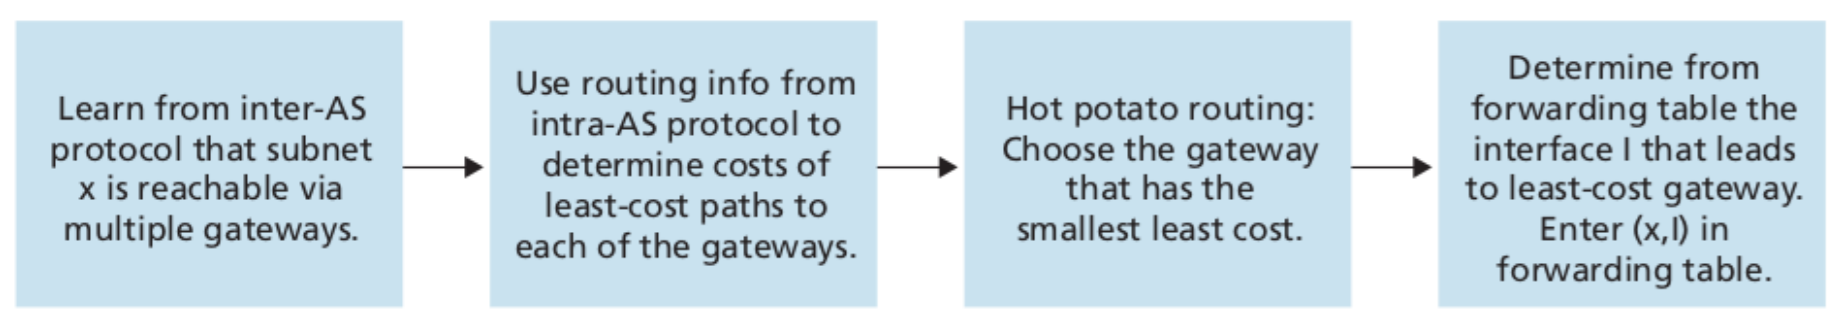 Learn from inter-AS
protocol that subnet
x is reachable via
multiple gateways.
Use routing info from
intra-AS protocol to
determine costs of
least-cost paths to
each of the gateways.
Hot potato routing:
Choose the gateway
that has the
smallest least cost.
Determine from
forwarding table the
interface I that leads
to least-cost gateway.
Enter (x,I) in
forwarding table.